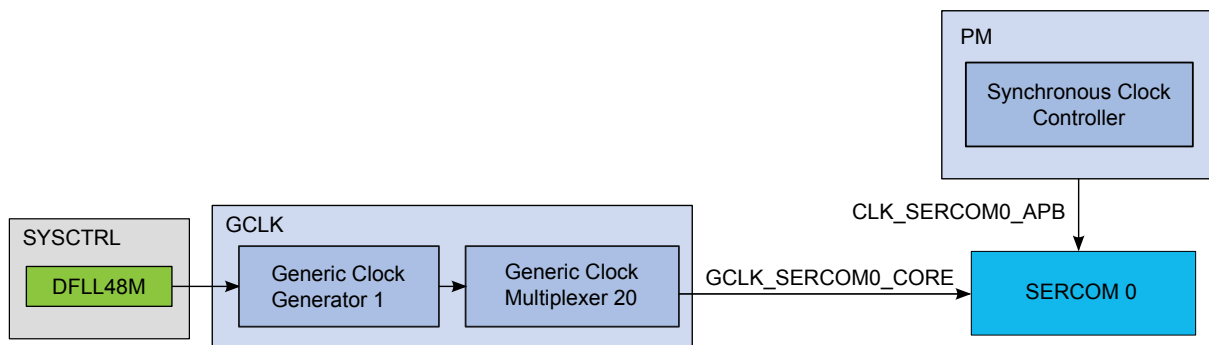 PM
Synchronous Clock
Controller
CLK_SERCOM0_APB
SYSCTRL
DFLL48M
GCLK
Generic Clock
Generator 1
Generic Clock
Multiplexer 20
GCLK_SERCOM0_CORE
SERCOM 0